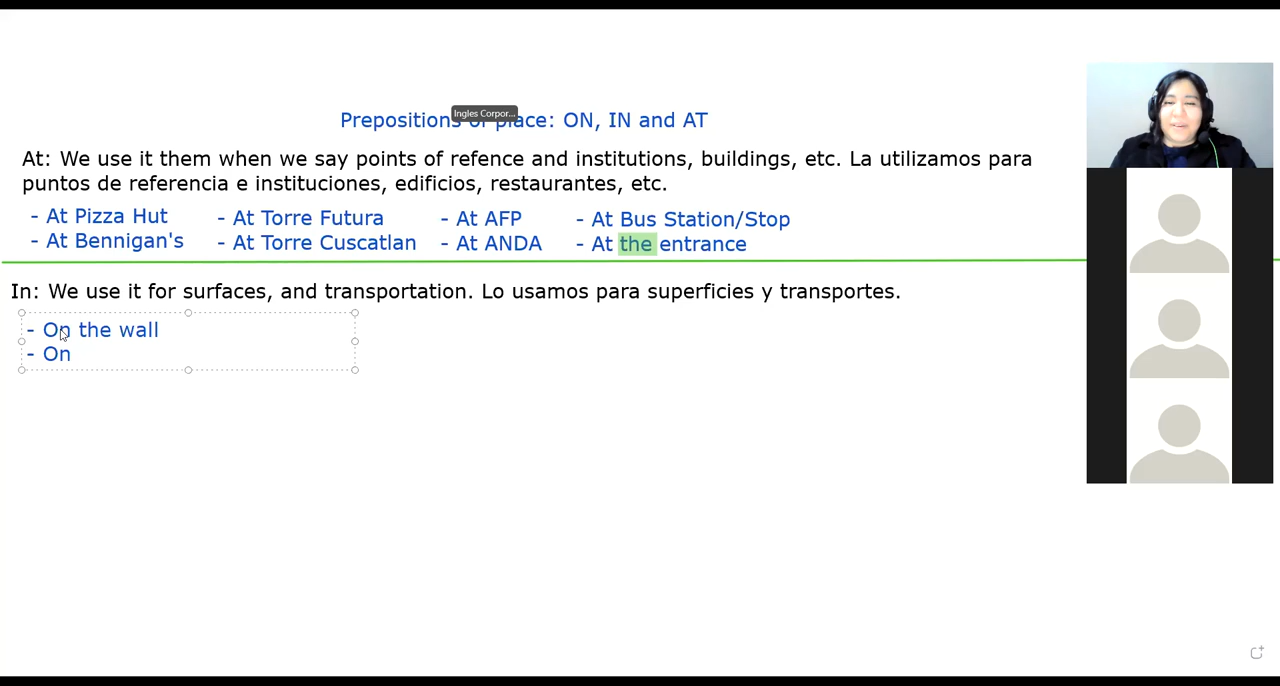 Ingles Corpor...
Prepositions of place: ON, IN and AT
At: We use it them when we say points of refence and institutions, buildings, etc. La utilizamos para
puntos de referencia e instituciones, edificios, restaurantes, etc.
- At Pizza Hut
- At Bennigan's
- At Torre Futura
- At Torre Cuscatlan
- At AFP
- At ANDA
- At Bus Station/Stop
- At the entrance
In: We use it for surfaces, and transportation. Lo usamos para superficies y transportes.
- On the wall
- On